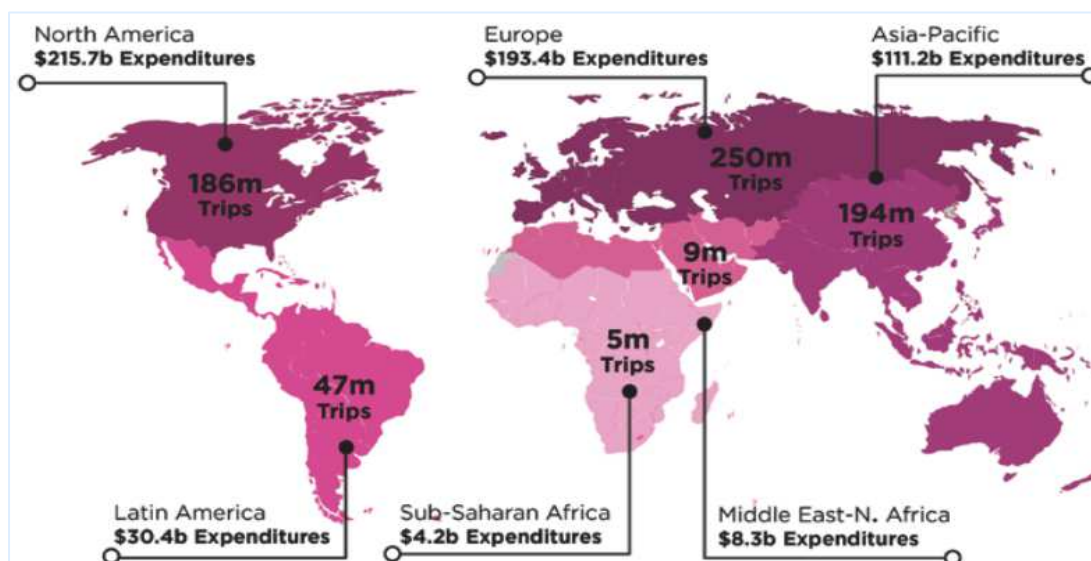 North America
$215.7b Expenditures
Europe
$193.4b Expenditures
Asia-Pacific
$111.2b Expenditures
186m
Trips
250m
Trips
194m
Trips
9m
Trips
5m
Trips
47m
Trips
Latin America
$30.4b Expenditures
Sub-Saharan Africa
$4.2b Expenditures
Middle East-N. Africa
$8.3b Expenditures